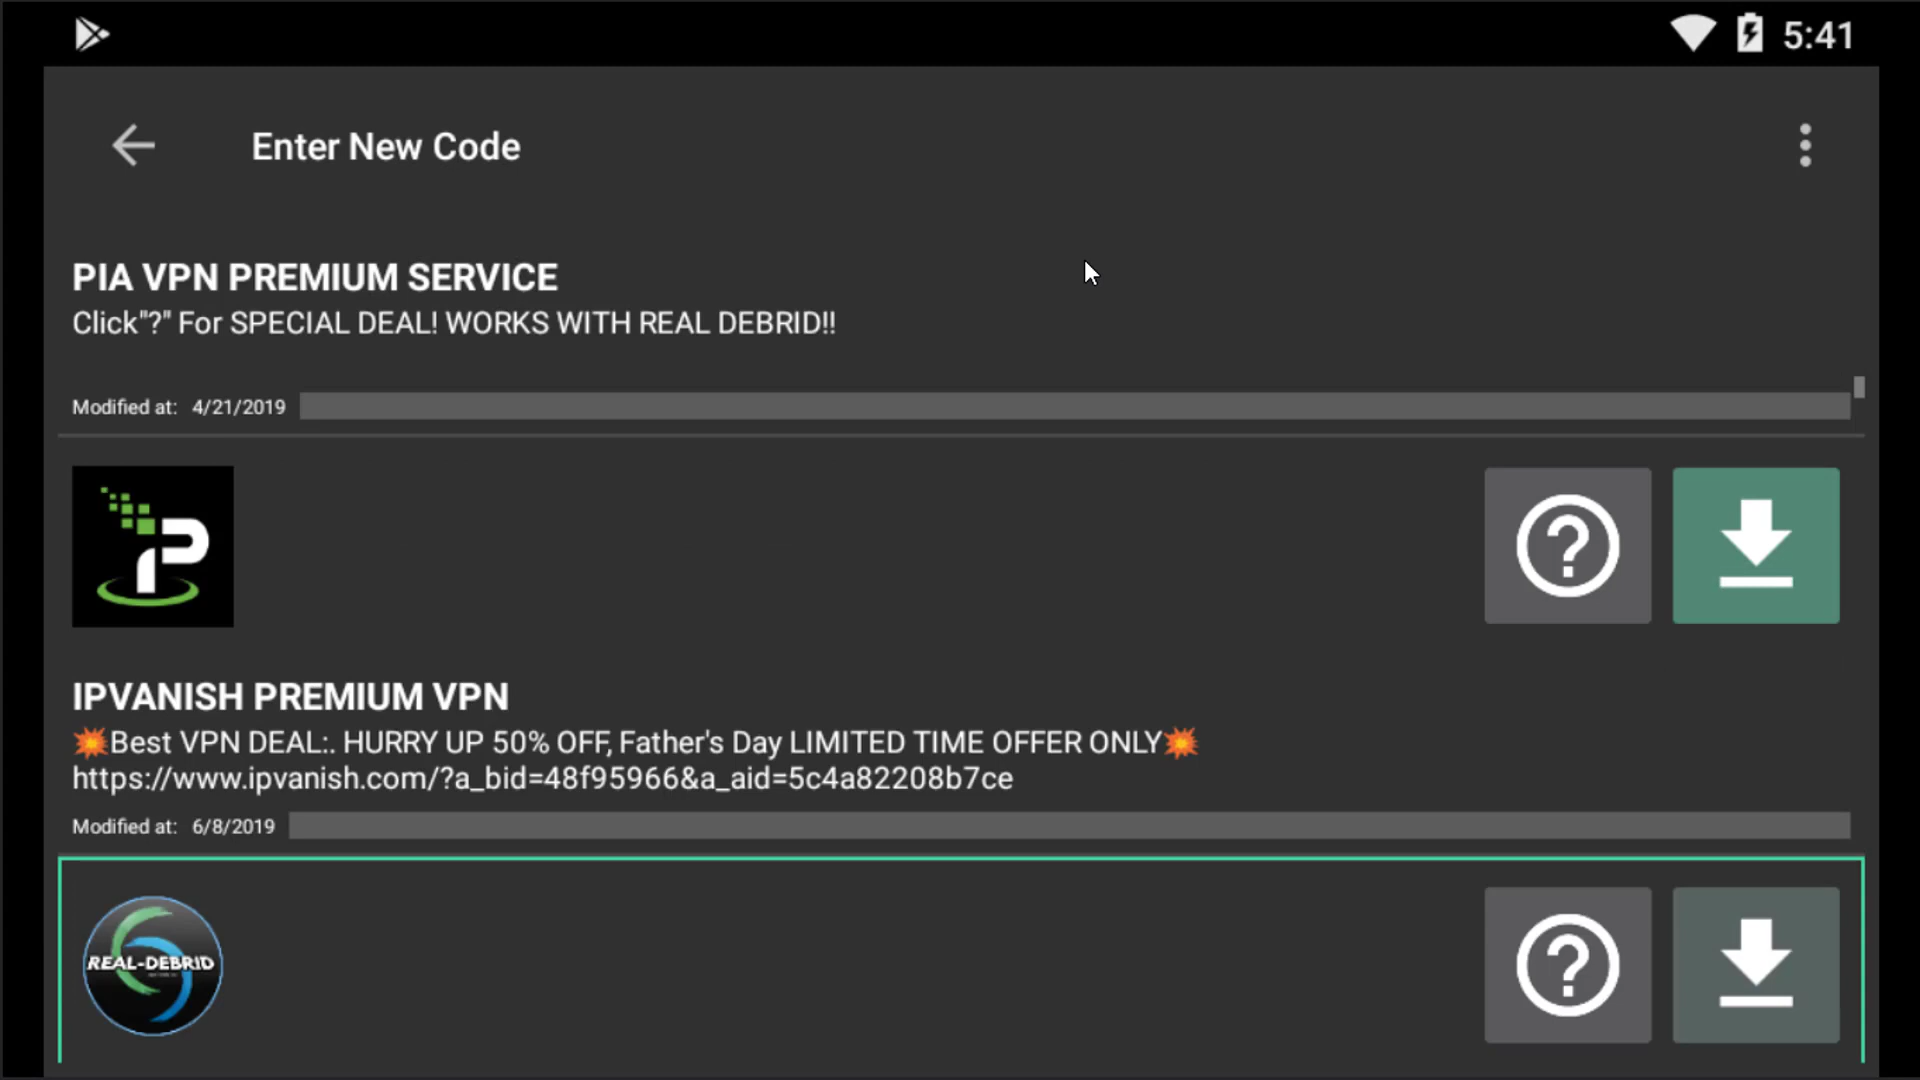 5:41
Enter New Code
PIA VPN PREMIUM SERVICE
Click"?" For SPECIAL DEAL! WORKS WITH REAL DEBRID!!
Modified at: 4/21/2019
IPVANISH PREMIUM VPN
💥Best VPN DEAL:. HURRY UP 50% OFF, Father's Day LIMITED TIME OFFER ONLY💥
https://www.ipvanish.com/?a_bid=48f95966&a_aid=5c4a82208b7ce
Modified at: 6/8/2019
REAL-DEBRID